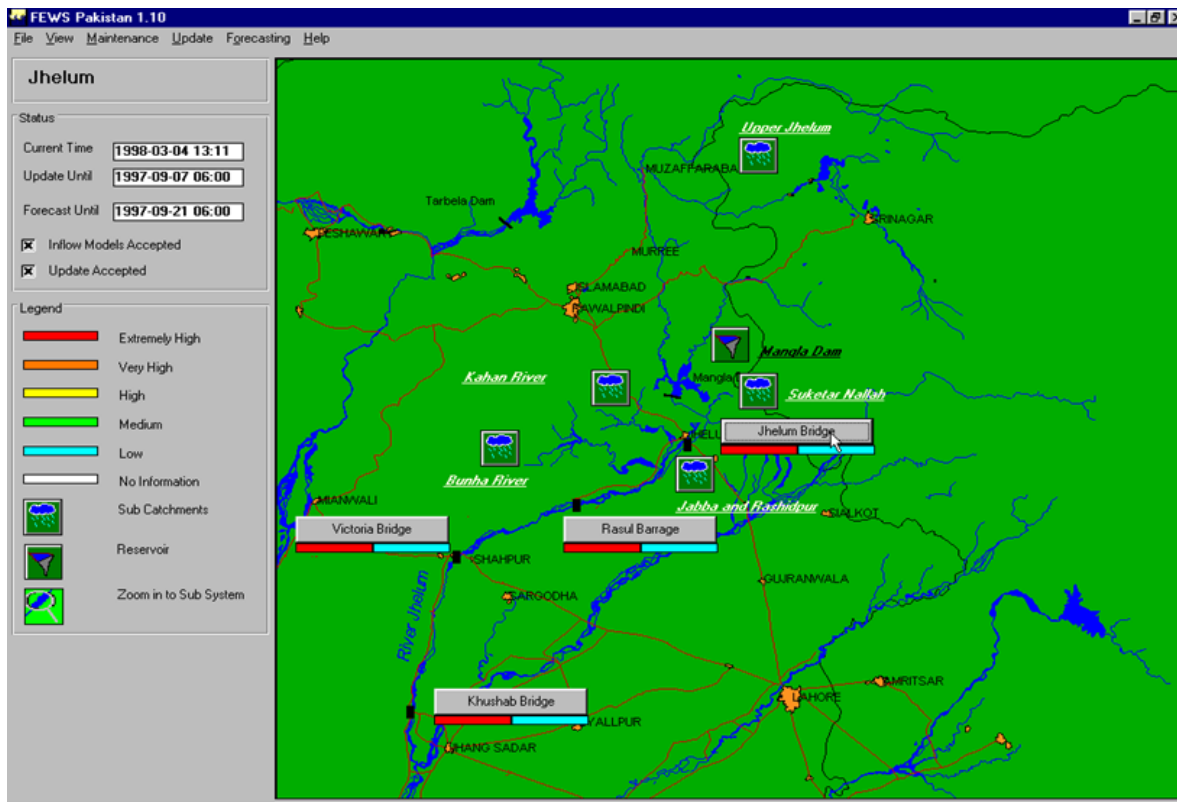 FEWS Pakistan 1.10
File View Maintenance Update Forecasting Help
Jhelum
Status
Current Time 1998-03-04 13:11
Update Until 1997-09-07 06:00
Forecast Until 1997-09-21 06:00
Inflow Models Accepted
Update Accepted
Legend
Extremely High
Very High
High
Medium
Low
No Information
Sub Catchments
Reservoir
Zoom in to Sub System
Upper Jhelum
MUZAFFARABA
Tarbela Dam
SRINAGAR
PESHAWAR
MURREE
ISLAMABAD
RAWALPINDI
Mangla Dam
Kahan River
Mangla
Suketar Nallah
JHELU
Jhelum Bridge
Bunha River
Jabba and Rashidpur
MIANWALI
SIALKOT
Victoria Bridge
Rasul Barrage
SHAHPUR
GUJRANWALA
SARGODHA
River Jhelum
AMRITSAR
LAHORE
Khushab Bridge
YALLPUR
JHANG SADAR